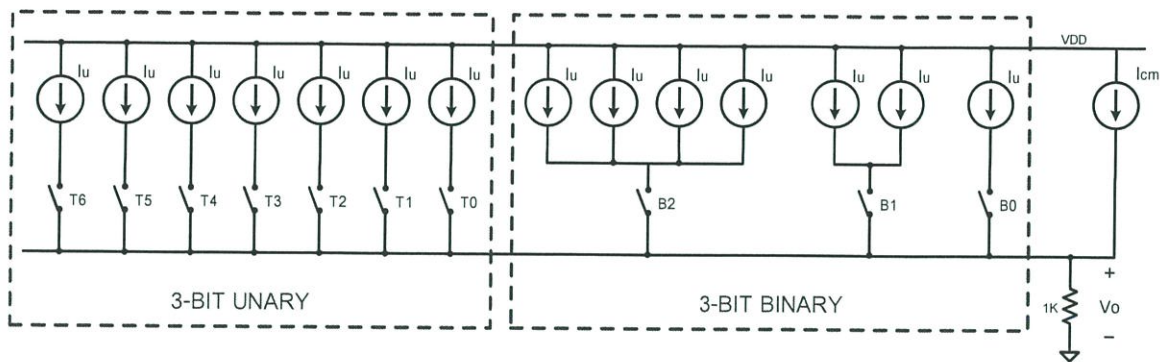 VDD
Iu Iu Iu Iu Iu Iu Iu Iu Iu Iu Iu Iu Iu Iu Icm
T6 T5 T4 T3 T2 T1 T0 B2 B1 B0
3-BIT UNARY 3-BIT BINARY
+
1K Vo
−